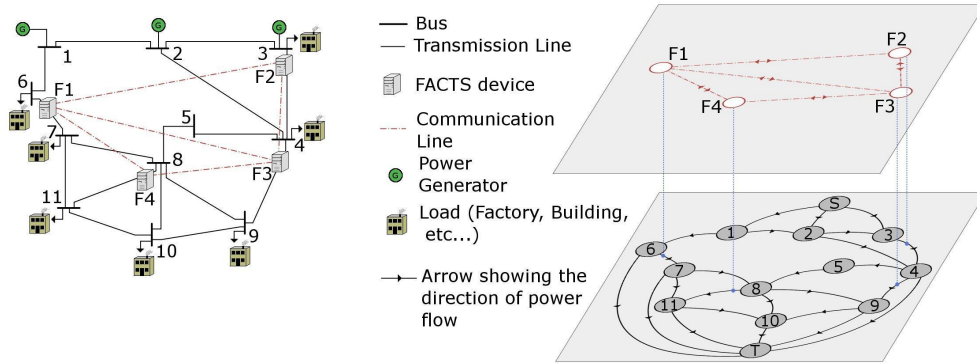 G
G
G
1
2
3
6
F1
F2
5
7
4
8
F3
F4
11
10
9
Bus
Transmission Line
FACTS device
Communication
Line
G
Power
Generator
Load (Factory, Building,
etc...)
Arrow showing the
direction of power
flow
F1
F2
F3
F4
S
1
2
3
6
7
5
4
8
11
9
10
T